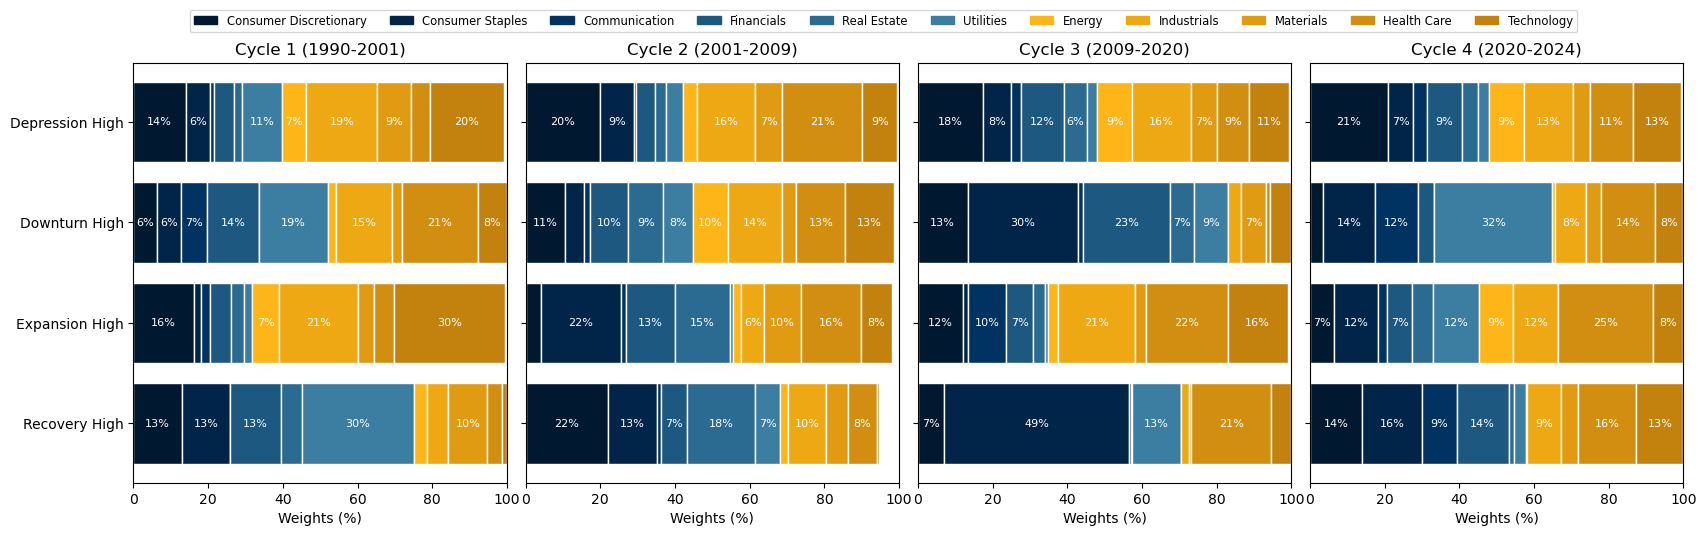 Consumer Discretionary Consumer Staples Communication Financials Real Estate Utilities Energy Industrials Materials Health Care Technology
Cycle 1 (1990-2001) Cycle 2 (2001-2009) Cycle 3 (2009-2020) Cycle 4 (2020-2024)
Depression High 14% 6% 11% 7% 19% 9% 20% 20% 9% 16% 7% 21% 9% 18% 8% 12% 6% 9% 16% 7% 9% 11% 21% 7% 9% 9% 13% 11% 13%
Downturn High 6% 6% 7% 14% 19% 15% 21% 8% 11% 10% 9% 8% 10% 14% 13% 13% 13% 30% 23% 7% 9% 7% 14% 12% 32% 8% 14% 8%
Expansion High 16% 7% 21% 30% 22% 13% 15% 6% 10% 16% 8% 12% 10% 7% 21% 22% 16% 7% 12% 7% 12% 9% 12% 25% 8%
Recovery High 13% 13% 13% 30% 10% 22% 13% 7% 18% 7% 10% 8% 7% 49% 13% 21% 14% 16% 9% 14% 9% 16% 13%
0 20 40 60 80 100 0 20 40 60 80 100 0 20 40 60 80 100 0 20 40 60 80 100
Weights (%) Weights (%) Weights (%) Weights (%)